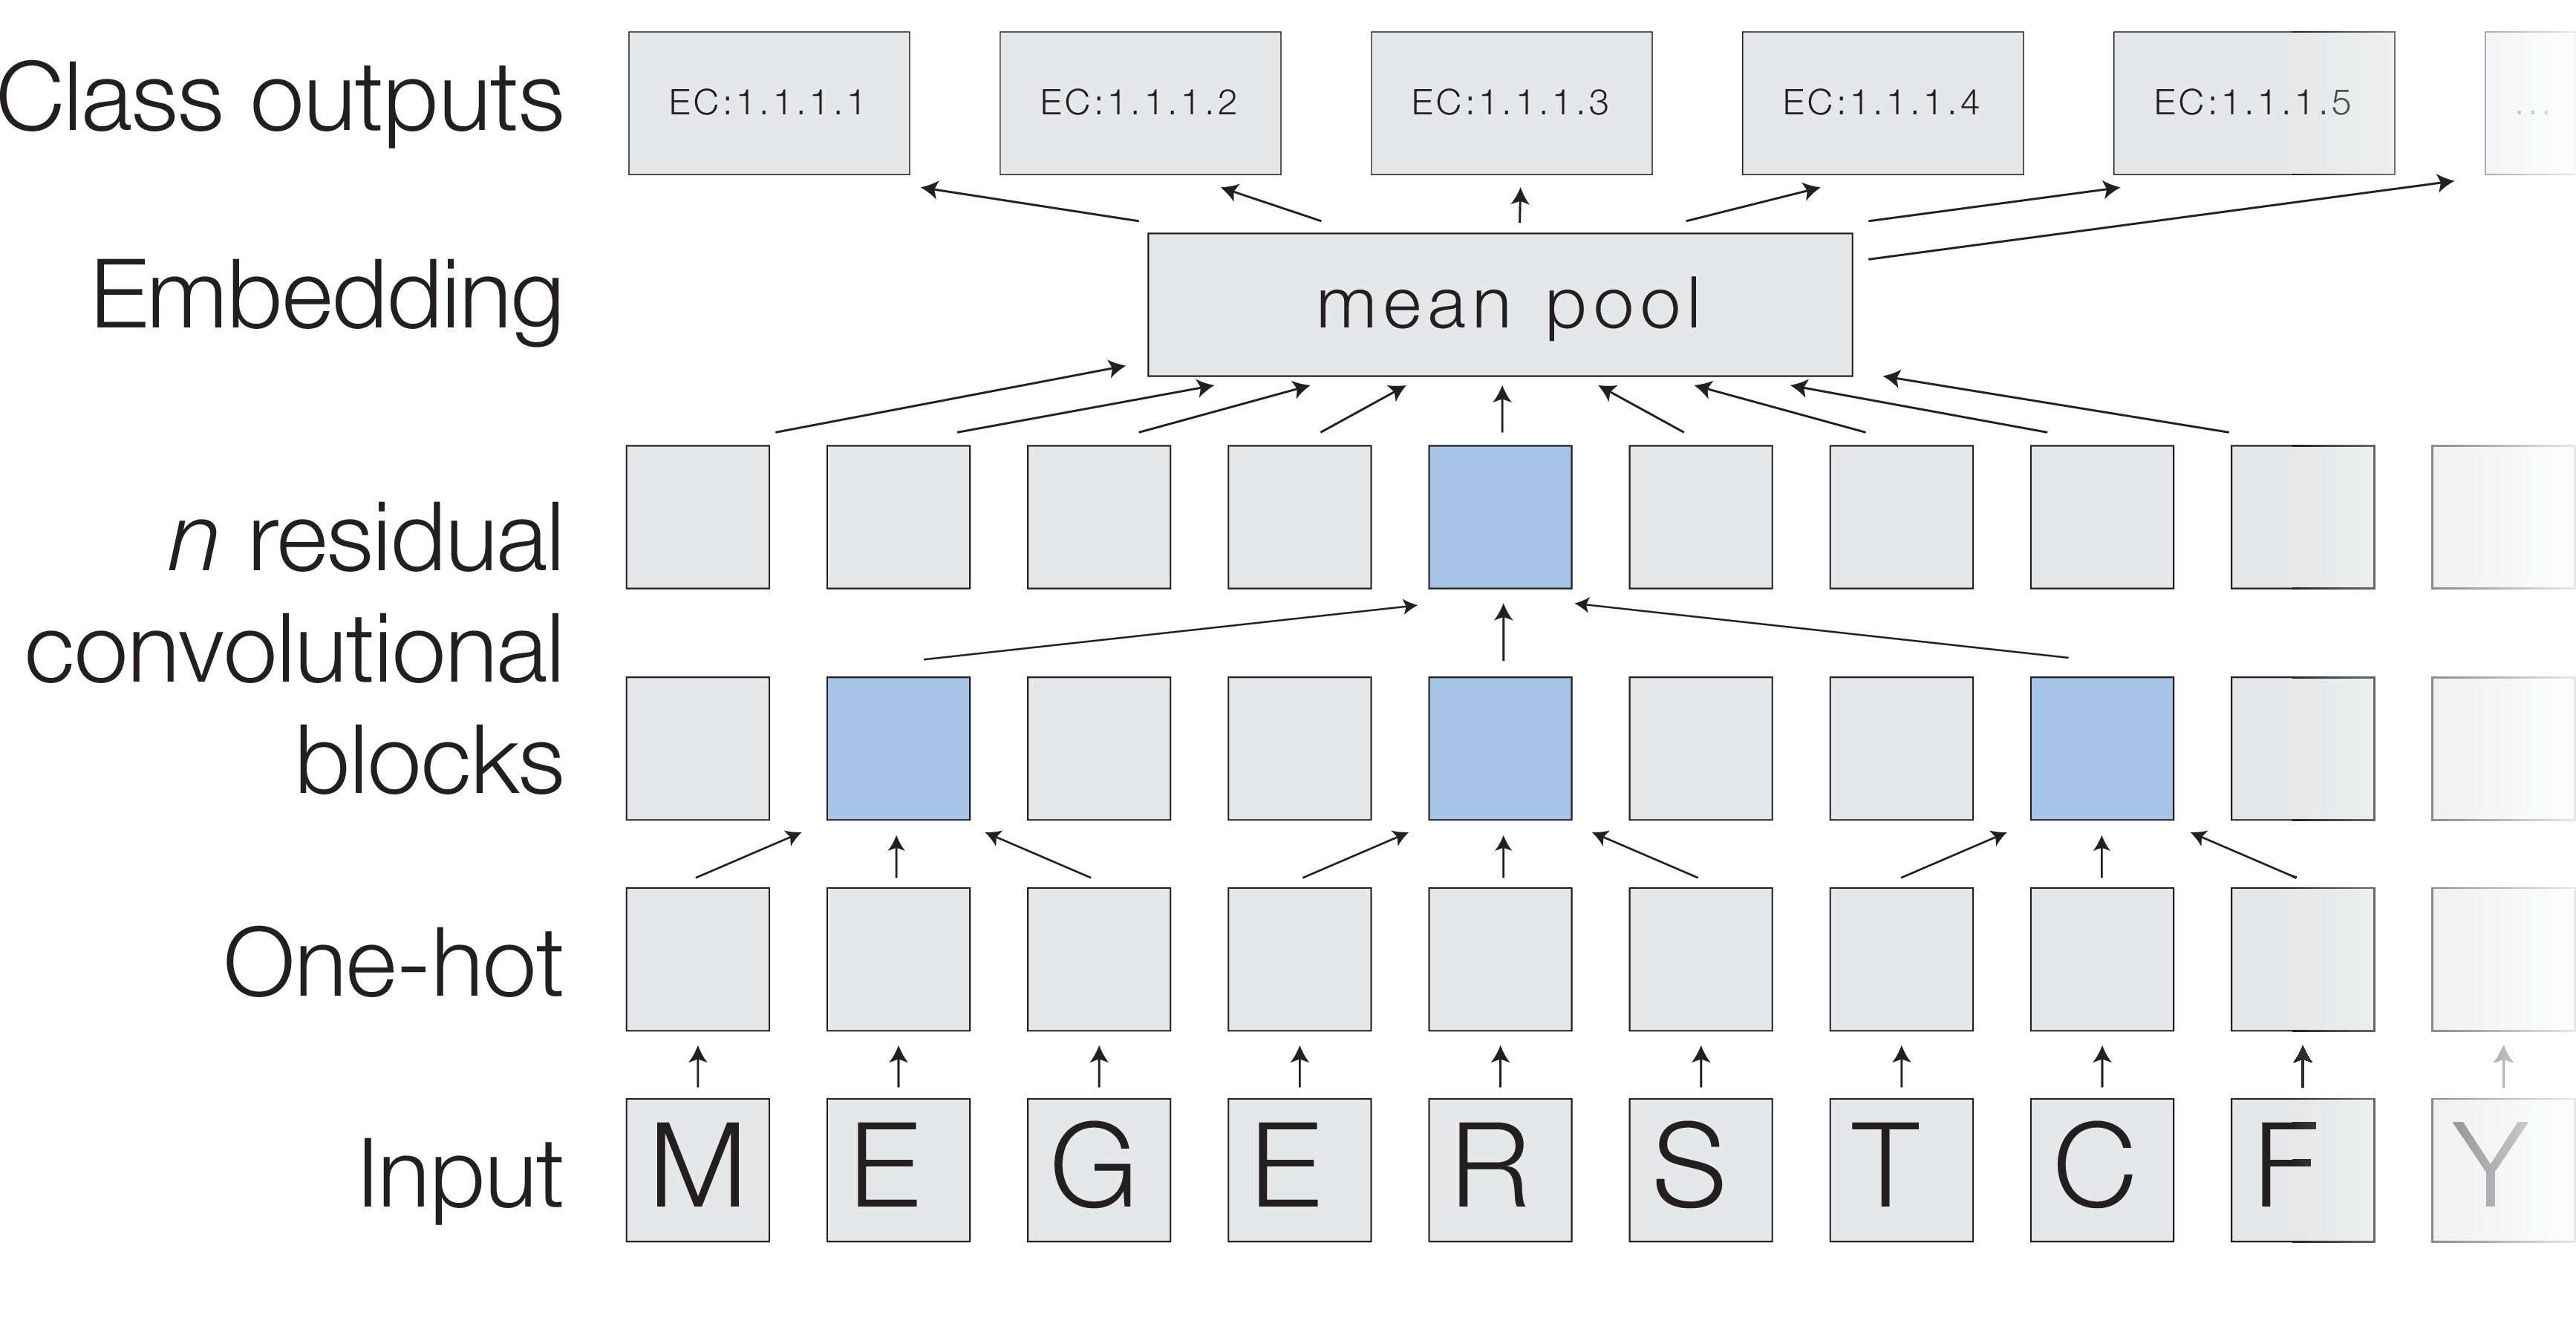 Class outputs
EC:1.1.1.1 EC:1.1.1.2 EC:1.1.1.3 EC:1.1.1.4 EC:1.1.1.5 ...
Embedding
mean pool
n residual
convolutional
blocks
One-hot
Input
M E G E R S T C F Y